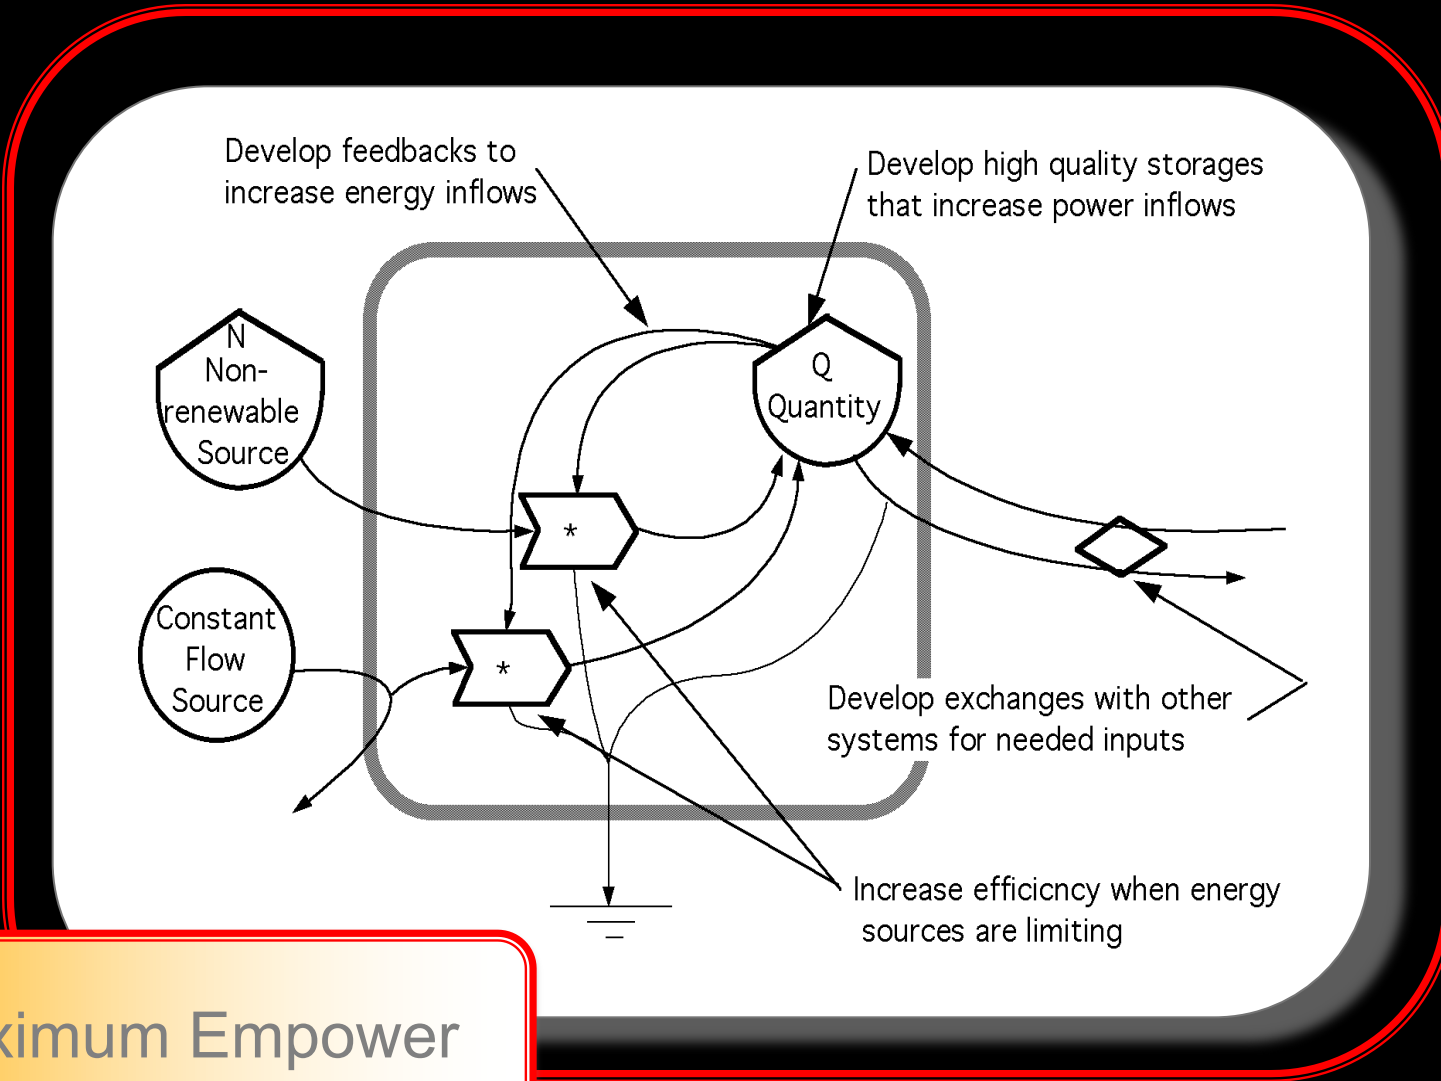 Develop feedbacks to
increase energy inflows
Develop high quality storages
that increase power inflows
N
Non-
renewable
Source
Q
Quantity
*
Constant
Flow
Source
*
Develop exchanges with other
systems for needed inputs
Increase efficicncy when energy
sources are limiting
ximum Empower